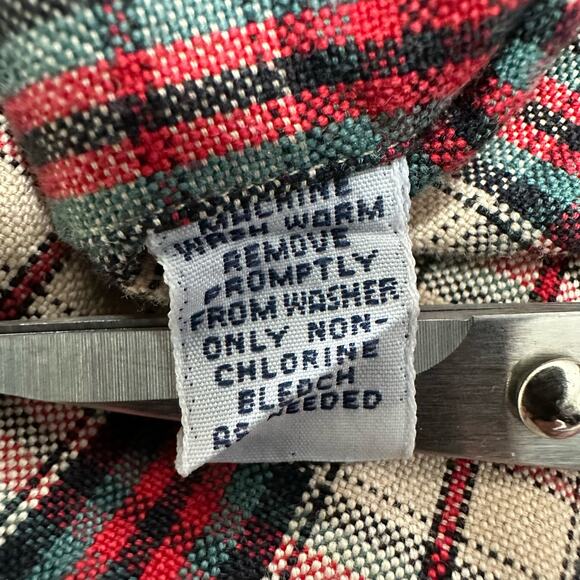 MACHINE
WASH WARM
REMOVE
PROMPTLY
FROM WASHER
ONLY NON-
CHLORINE
BLEACH
AS NEEDED